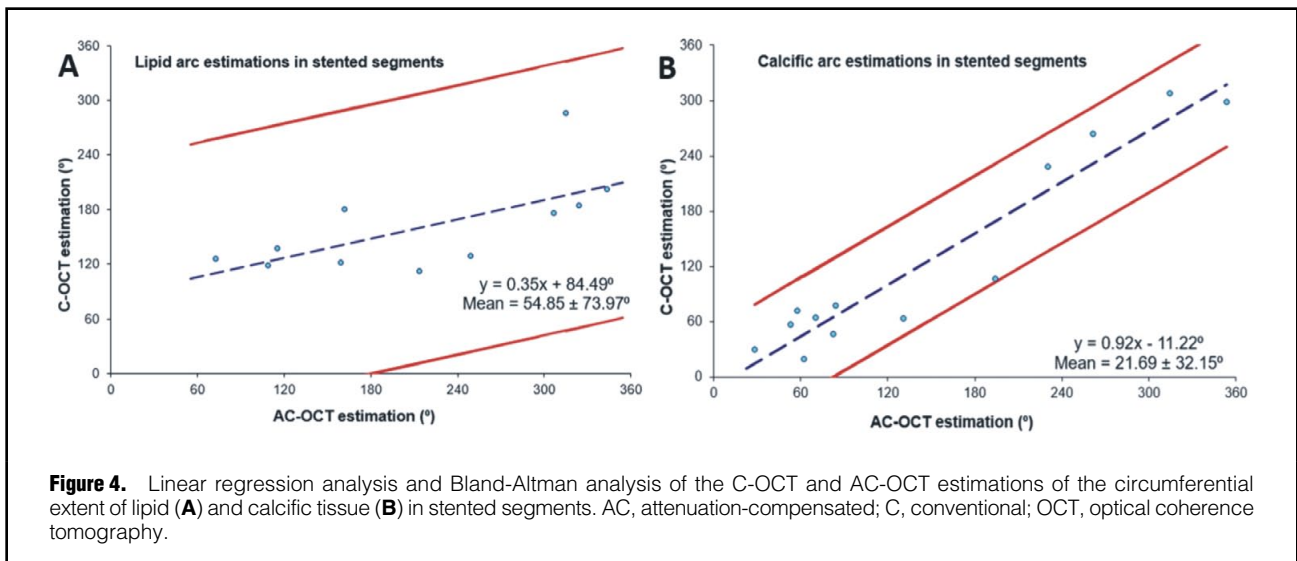 A
Lipid arc estimations in stented segments
360
300
240
180
120
60
0
C-OCT estimation (º)
y = 0.35x + 84.49º
Mean = 54.85 ± 73.97º
0 60 120 180 240 300 360
AC-OCT estimation (º)
B
Calcific arc estimations in stented segments
360
300
240
180
120
60
0
C-OCT estimation (º)
y = 0.92x - 11.22º
Mean = 21.69 ± 32.15º
0 60 120 180 240 300 360
AC-OCT estimation (º)
Figure 4. Linear regression analysis and Bland-Altman analysis of the C-OCT and AC-OCT estimations of the circumferential
extent of lipid (A) and calcific tissue (B) in stented segments. AC, attenuation-compensated; C, conventional; OCT, optical coherence
tomography.